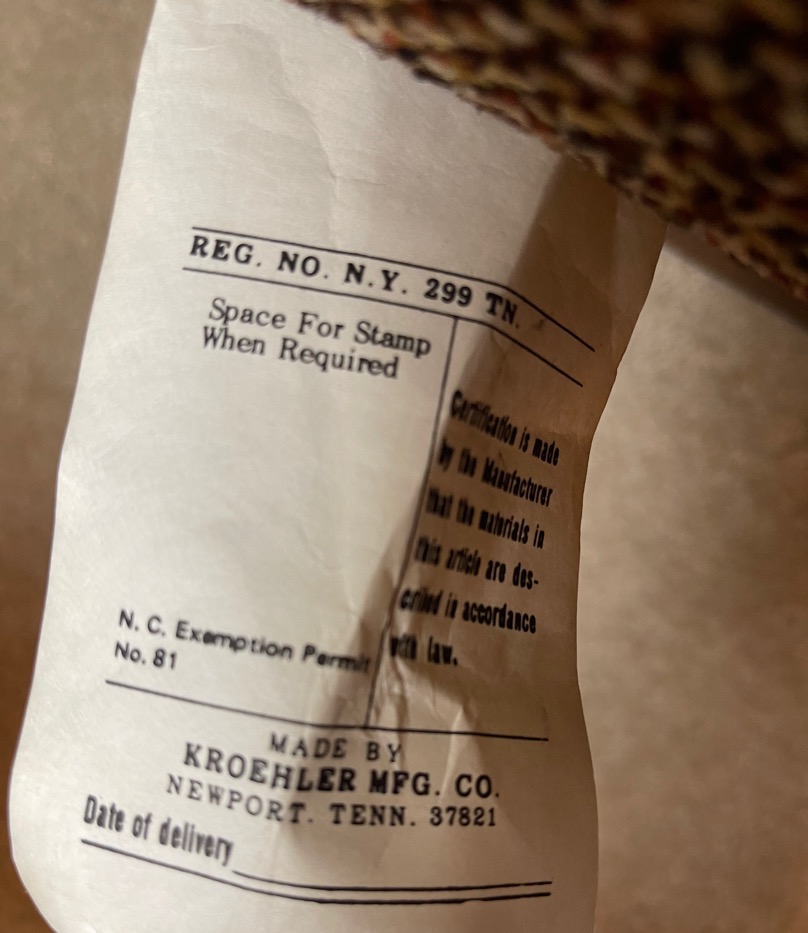 REG. NO. N.Y. 299 TN.
Space For Stamp
When Required
Certification is made
by the Manufacturer
that the materials in
this article are des-
cribed in accordance
with law.
N. C. Exemption Permit
No. 81
MADE BY
KROEHLER MFG. CO.
NEWPORT. TENN. 37821
Date of delivery